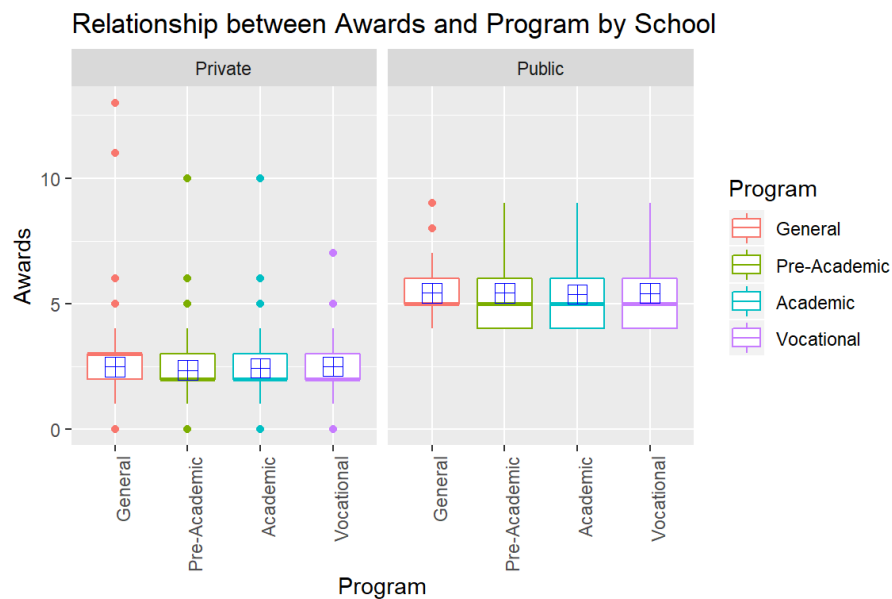 Relationship between Awards and Program by School
Private
Public
Awards
10
5
0
General
Pre-Academic
Academic
Vocational
General
Pre-Academic
Academic
Vocational
Program
Program
General
Pre-Academic
Academic
Vocational